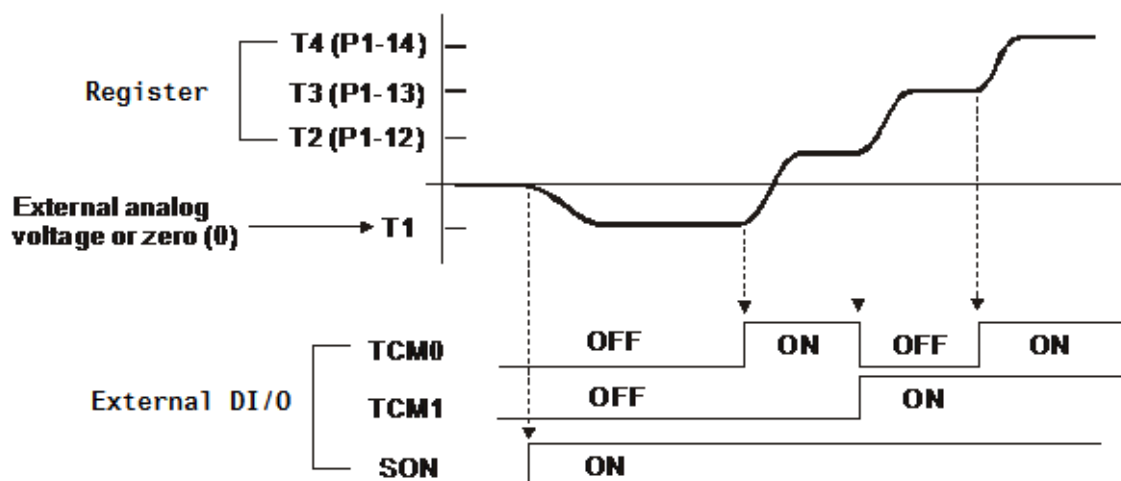 T4 (P1-14)
Register
T3 (P1-13)
T2 (P1-12)
External analog
voltage or zero (0)
T1
TCM0
OFF
ON
OFF
ON
External DI/O
TCM1
OFF
ON
SON
ON